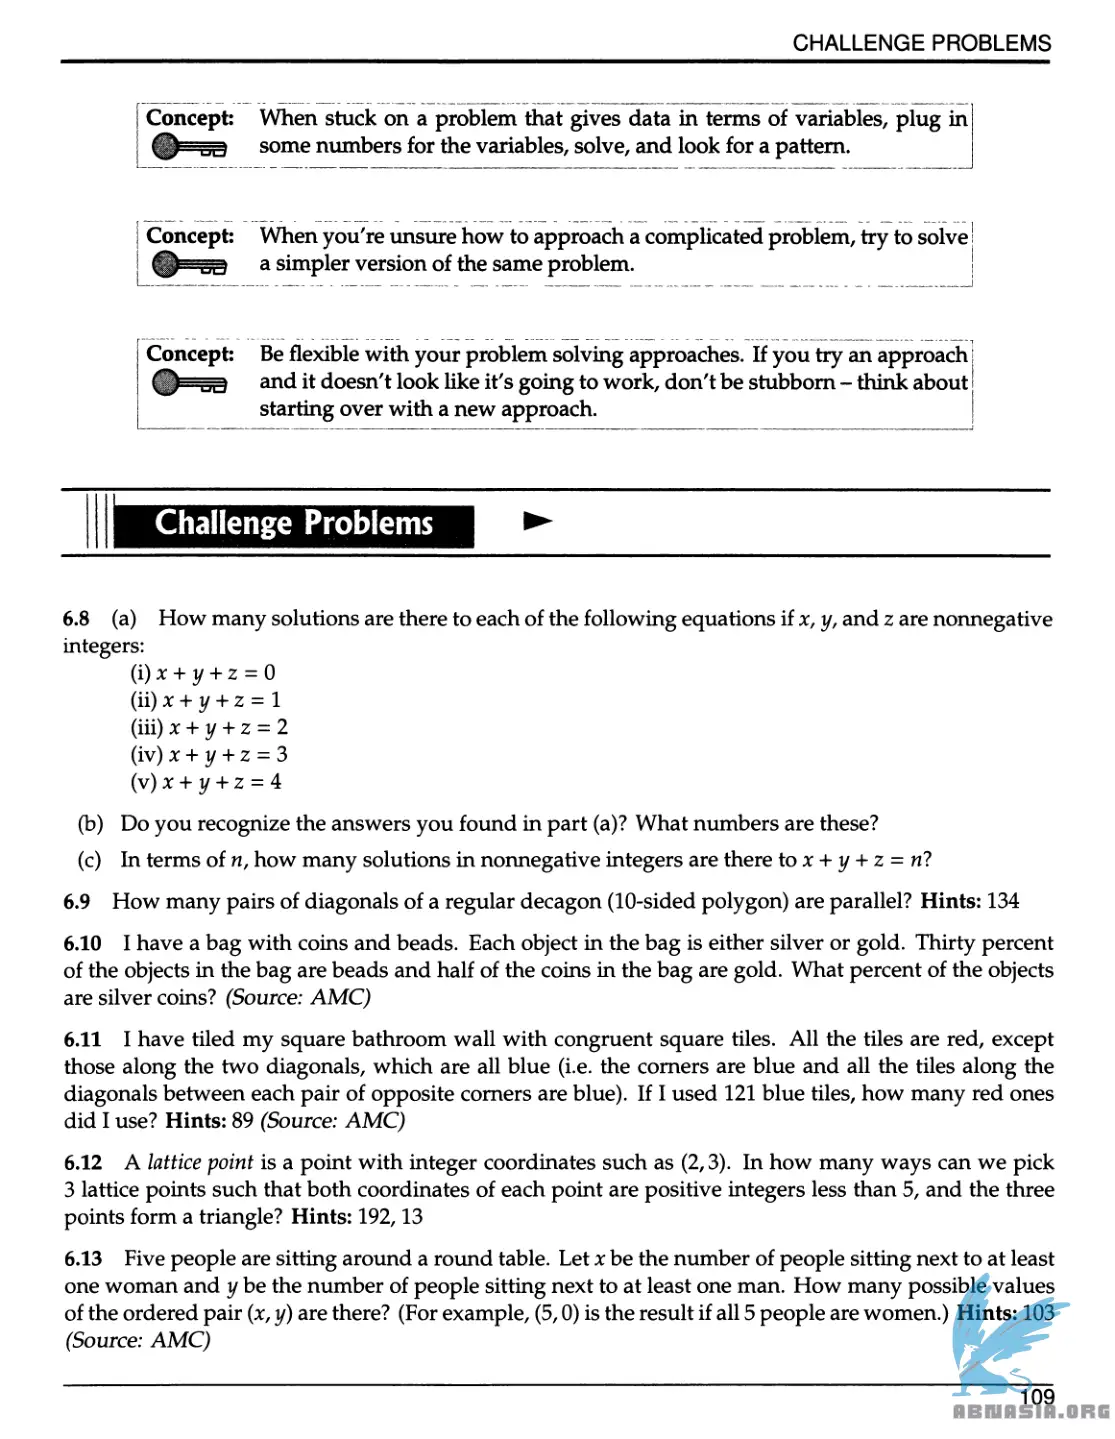 CHALLENGE PROBLEMS
Concept: When stuck on a problem that gives data in terms of variables, plug in
some numbers for the variables, solve, and look for a pattern.
Concept: When you're unsure how to approach a complicated problem, try to solve
a simpler version of the same problem.
Concept: Be flexible with your problem solving approaches. If you try an approach
and it doesn't look like it's going to work, don't be stubborn – think about
starting over with a new approach.
Challenge Problems
6.8 (a) How many solutions are there to each of the following equations if x, y, and z are nonnegative
integers:
(i) x + y + z = 0
(ii) x + y + z = 1
(iii) x + y + z = 2
(iv) x + y + z = 3
(v) x + y + z = 4
(b) Do you recognize the answers you found in part (a)? What numbers are these?
(c) In terms of n, how many solutions in nonnegative integers are there to x + y + z = n?
6.9 How many pairs of diagonals of a regular decagon (10-sided polygon) are parallel? Hints: 134
6.10 I have a bag with coins and beads. Each object in the bag is either silver or gold. Thirty percent
of the objects in the bag are beads and half of the coins in the bag are gold. What percent of the objects
are silver coins? (Source: AMC)
6.11 I have tiled my square bathroom wall with congruent square tiles. All the tiles are red, except
those along the two diagonals, which are all blue (i.e. the corners are blue and all the tiles along the
diagonals between each pair of opposite corners are blue). If I used 121 blue tiles, how many red ones
did I use? Hints: 89 (Source: AMC)
6.12 A lattice point is a point with integer coordinates such as (2, 3). In how many ways can we pick
3 lattice points such that both coordinates of each point are positive integers less than 5, and the three
points form a triangle? Hints: 192, 13
6.13 Five people are sitting around a round table. Let x be the number of people sitting next to at least
one woman and y be the number of people sitting next to at least one man. How many possible values
of the ordered pair (x, y) are there? (For example, (5, 0) is the result if all 5 people are women.) Hints: 103
(Source: AMC)
109
ABNASIA.ORG